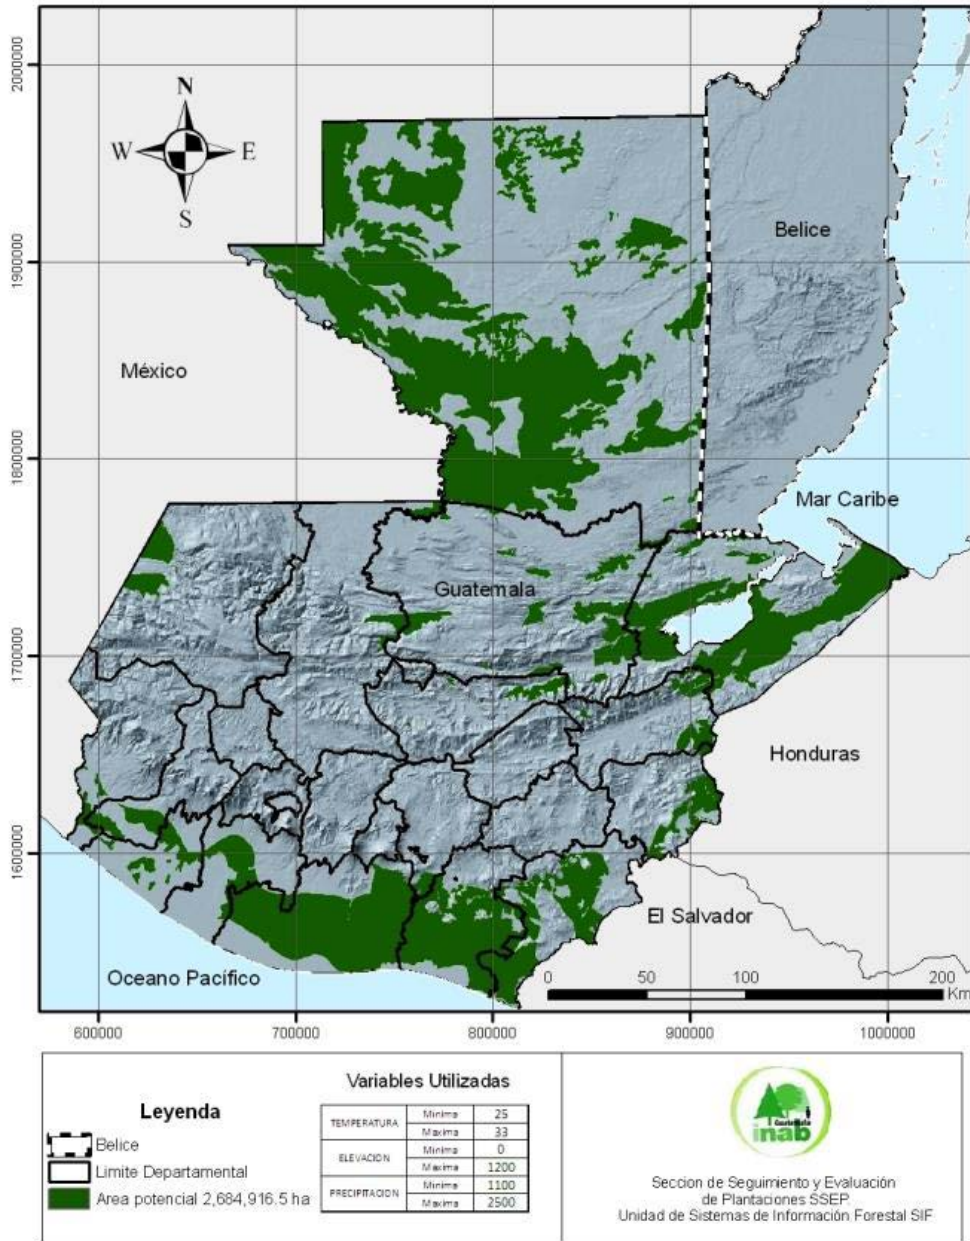 N
W E
S
2000000
1900000
1800000
1700000
1600000
Belice
México
Mar Caribe
Guatemala
Honduras
El Salvador
Oceano Pacífico
0 50 100 200
Km
600000 700000 800000 900000 1000000
Leyenda
Belice
Limite Departamental
Area potencial 2,684,916.5 ha
Variables Utilizadas
TEMPERATURA Minima 25
Maxima 33
ELEVACION Minima 0
Maxima 1200
PRECIPITACION Minima 1100
Maxima 2500
Guatemala
inab
Seccion de Seguimiento y Evaluación
de Plantaciones SSEP.
Unidad de Sistemas de Información Forestal SIF